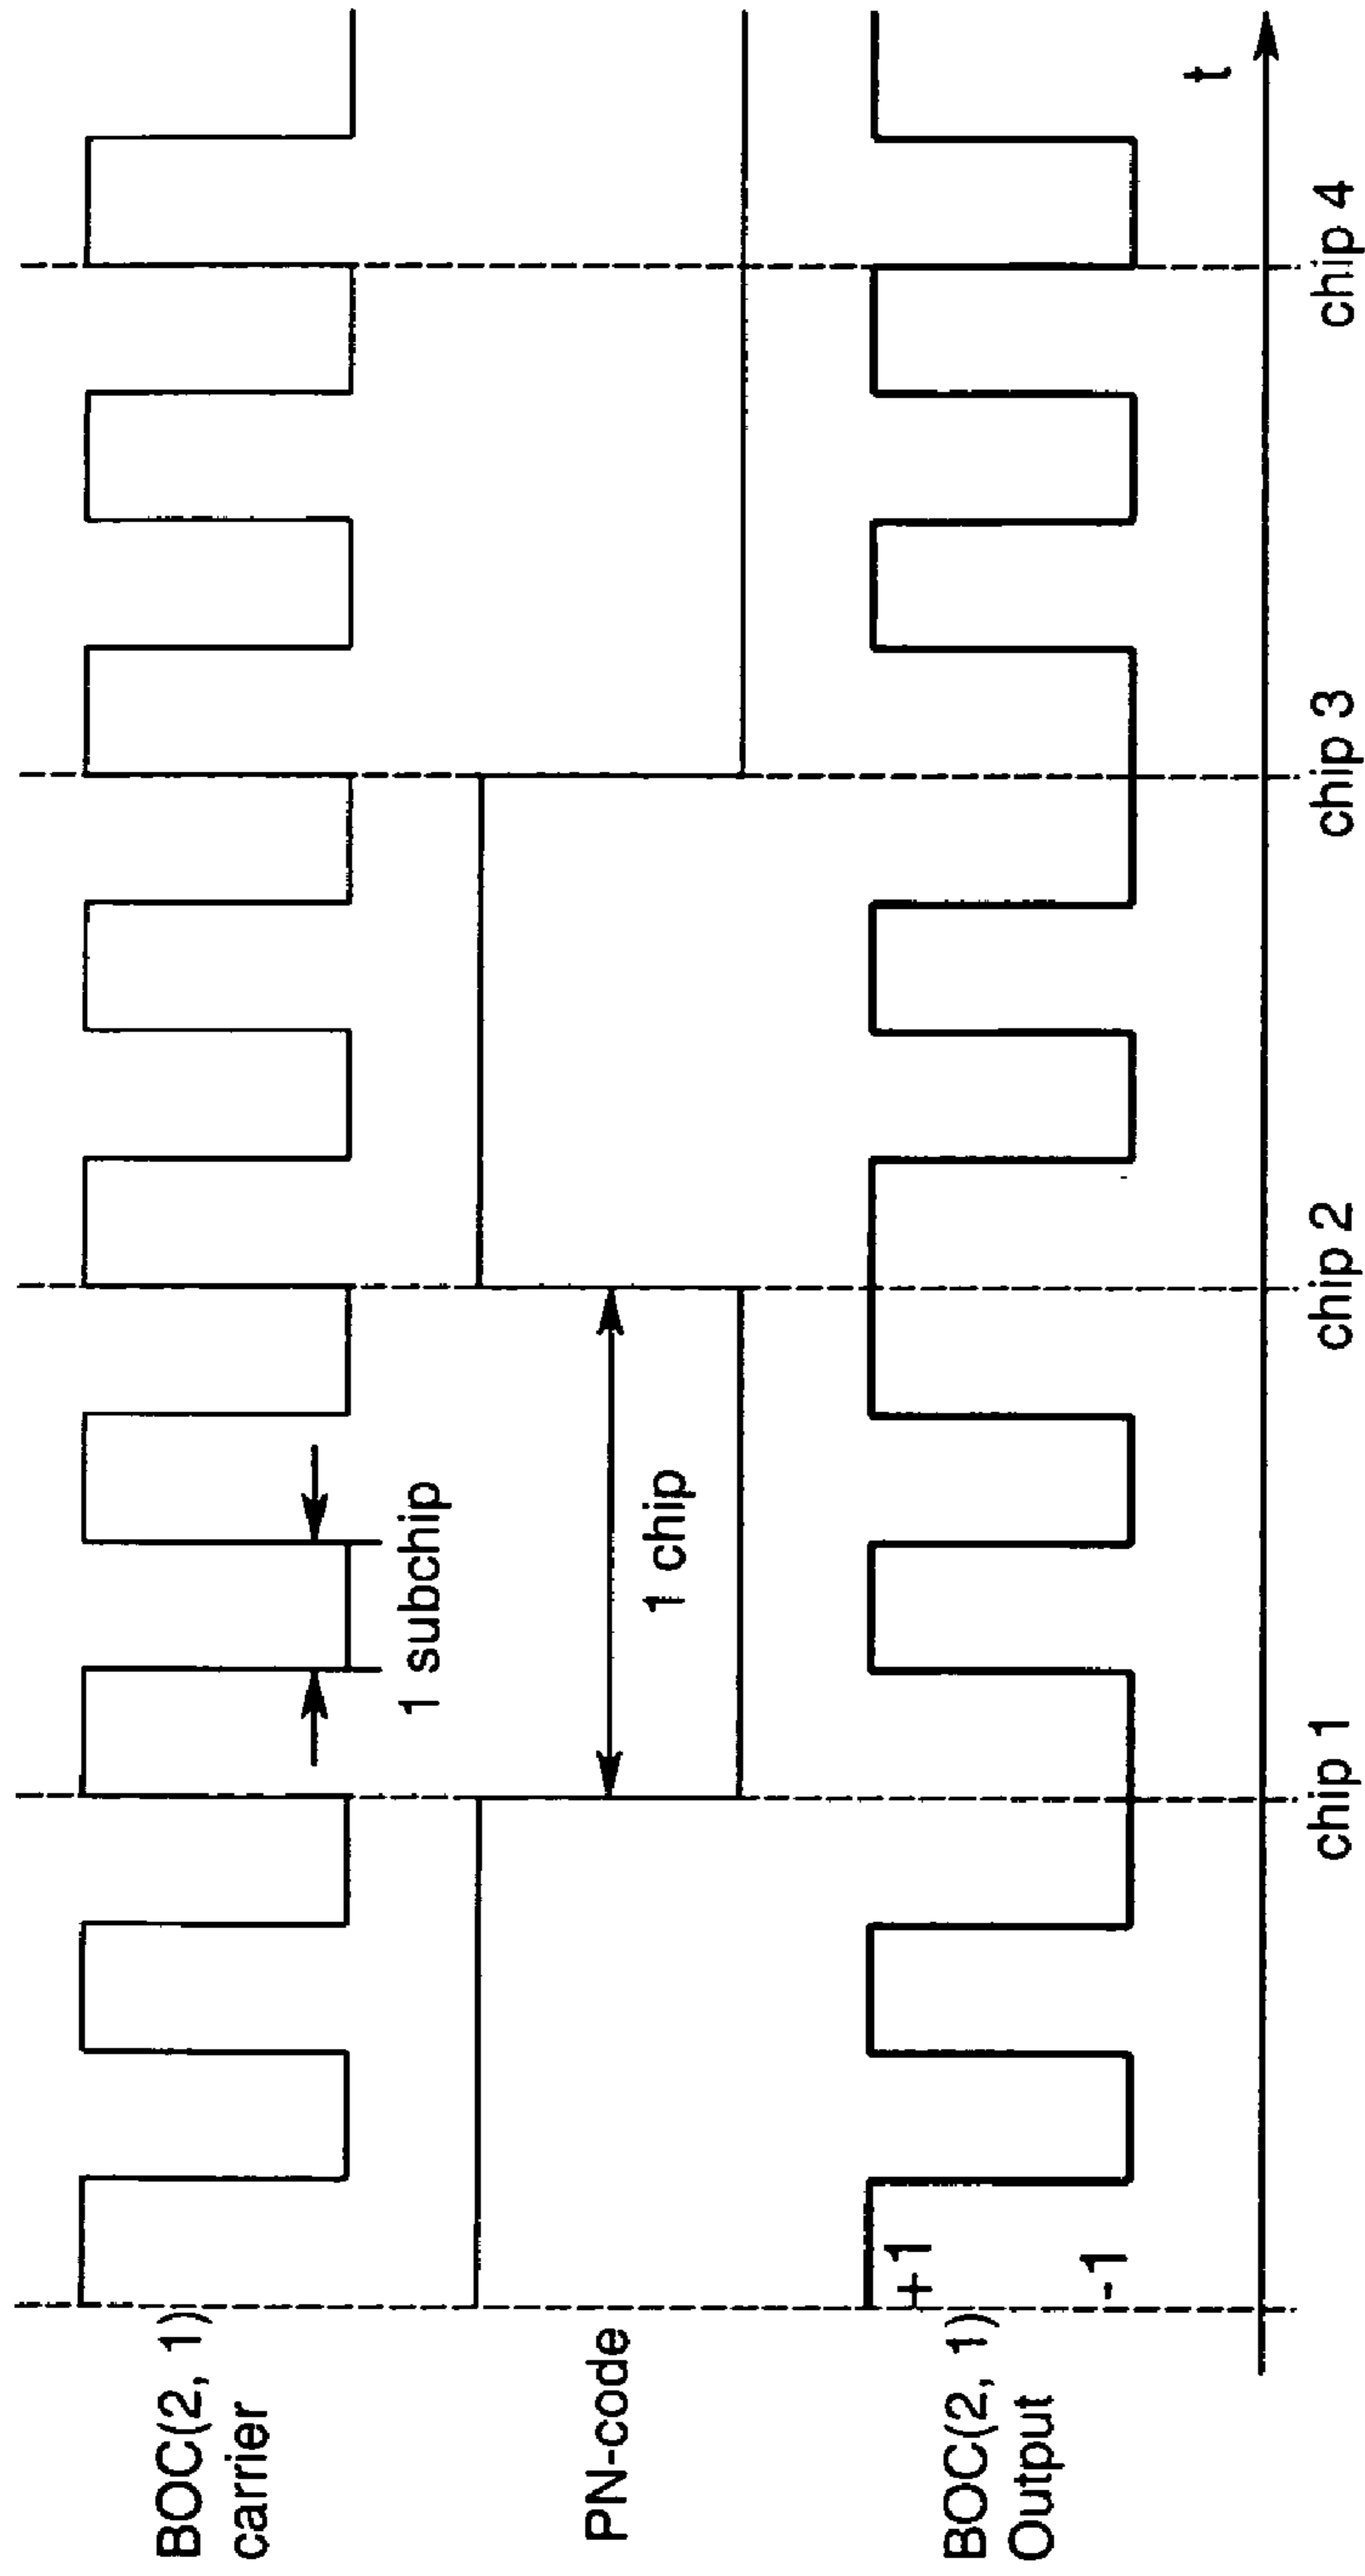 BOC(2, 1)
carrier
1 subchip
PN-code
1 chip
BOC(2, 1)
Output
+1
-1
t
chip 1
chip 2
chip 3
chip 4